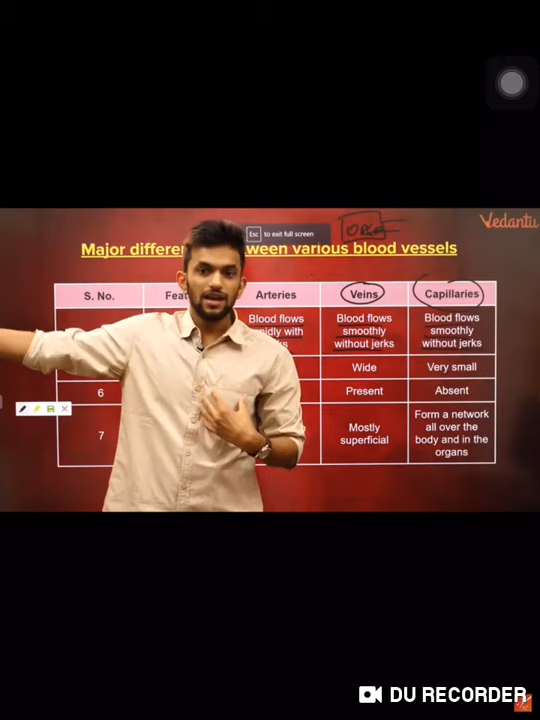 Vedantu
Esc to exit full screen
Major differ ween various blood vessels
S. No. Arteries Veins Capillaries
Blood flows Blood flows Blood flows
with smoothly smoothly
without jerks without jerks
Wide Very small
6 Present Absent
7 Mostly superficial Form a network
all over the
body and in the
organs
DU RECORDER